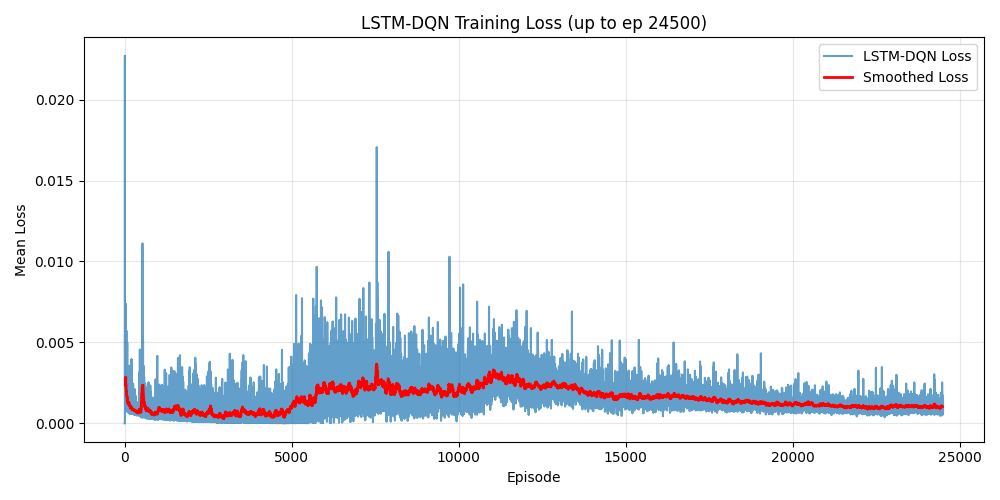 LSTM-DQN Training Loss (up to ep 24500)
LSTM-DQN Loss
Smoothed Loss
Mean Loss
0.020
0.015
0.010
0.005
0.000
0
5000
10000
15000
20000
25000
Episode